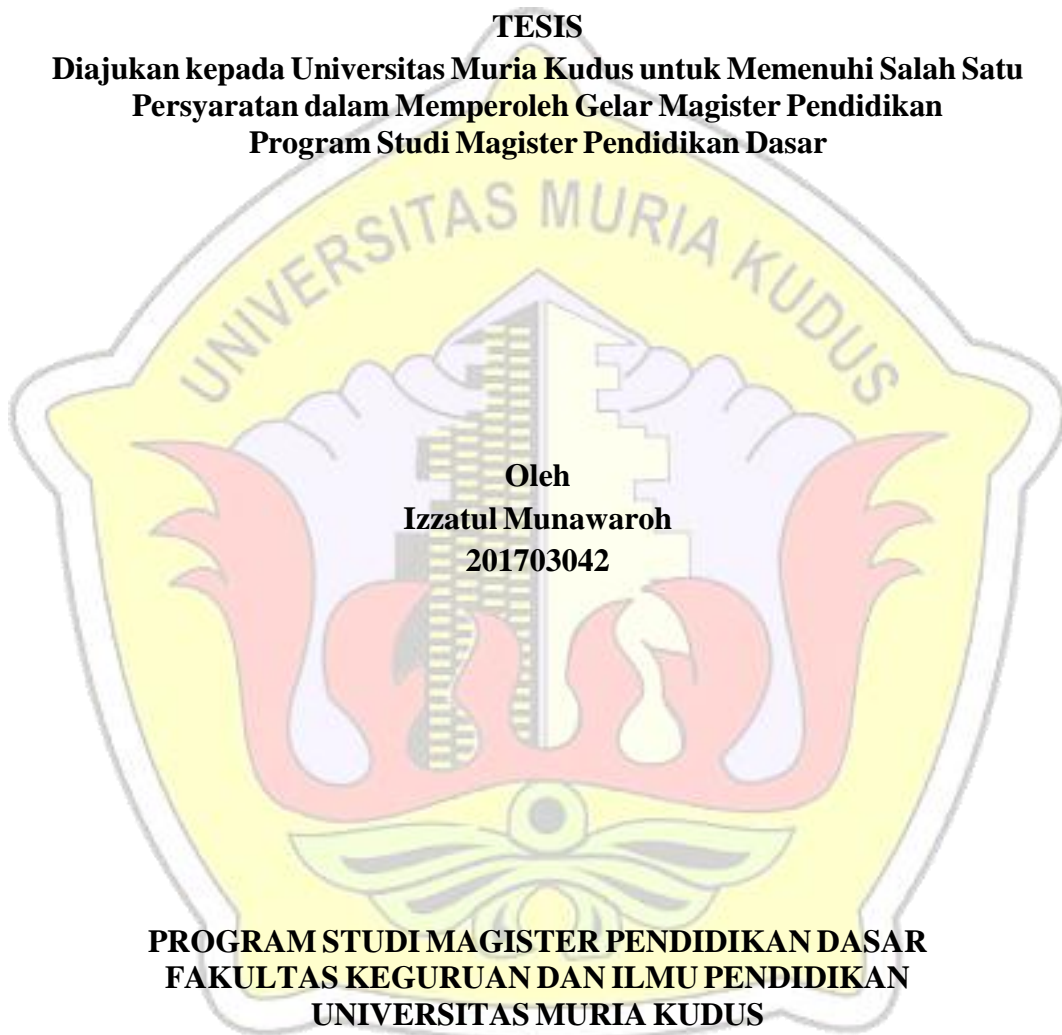 TESIS
Diajukan kepada Universitas Muria Kudus untuk Memenuhi Salah Satu
Persyaratan dalam Memperoleh Gelar Magister Pendidikan
Program Studi Magister Pendidikan Dasar
UNIVERSITAS MURIA KUDUS
Oleh
Izzatul Munawaroh
201703042
PROGRAM STUDI MAGISTER PENDIDIKAN DASAR
FAKULTAS KEGURUAN DAN ILMU PENDIDIKAN
UNIVERSITAS MURIA KUDUS